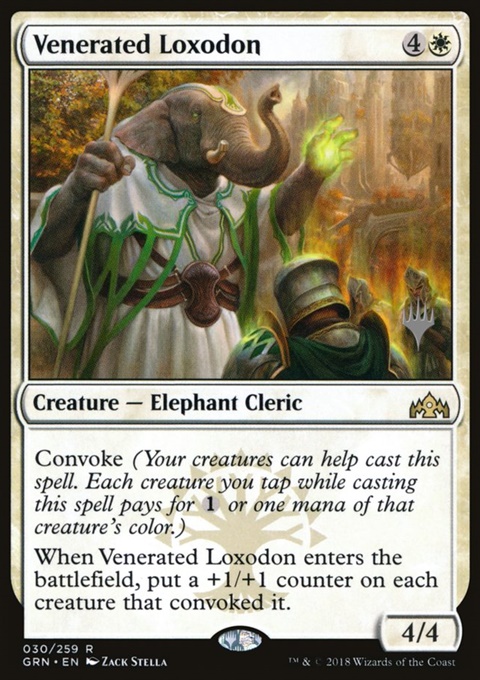 Venerated Loxodon 4
Creature — Elephant Cleric
Convoke (Your creatures can help cast this
spell. Each creature you tap while casting
this spell pays for 1 or one mana of that
creature's color.)
When Venerated Loxodon enters the
battlefield, put a +1/+1 counter on each
creature that convoked it.
4/4
030/259 R
GRN • EN Zack Stella
™ & © 2018 Wizards of the Coast